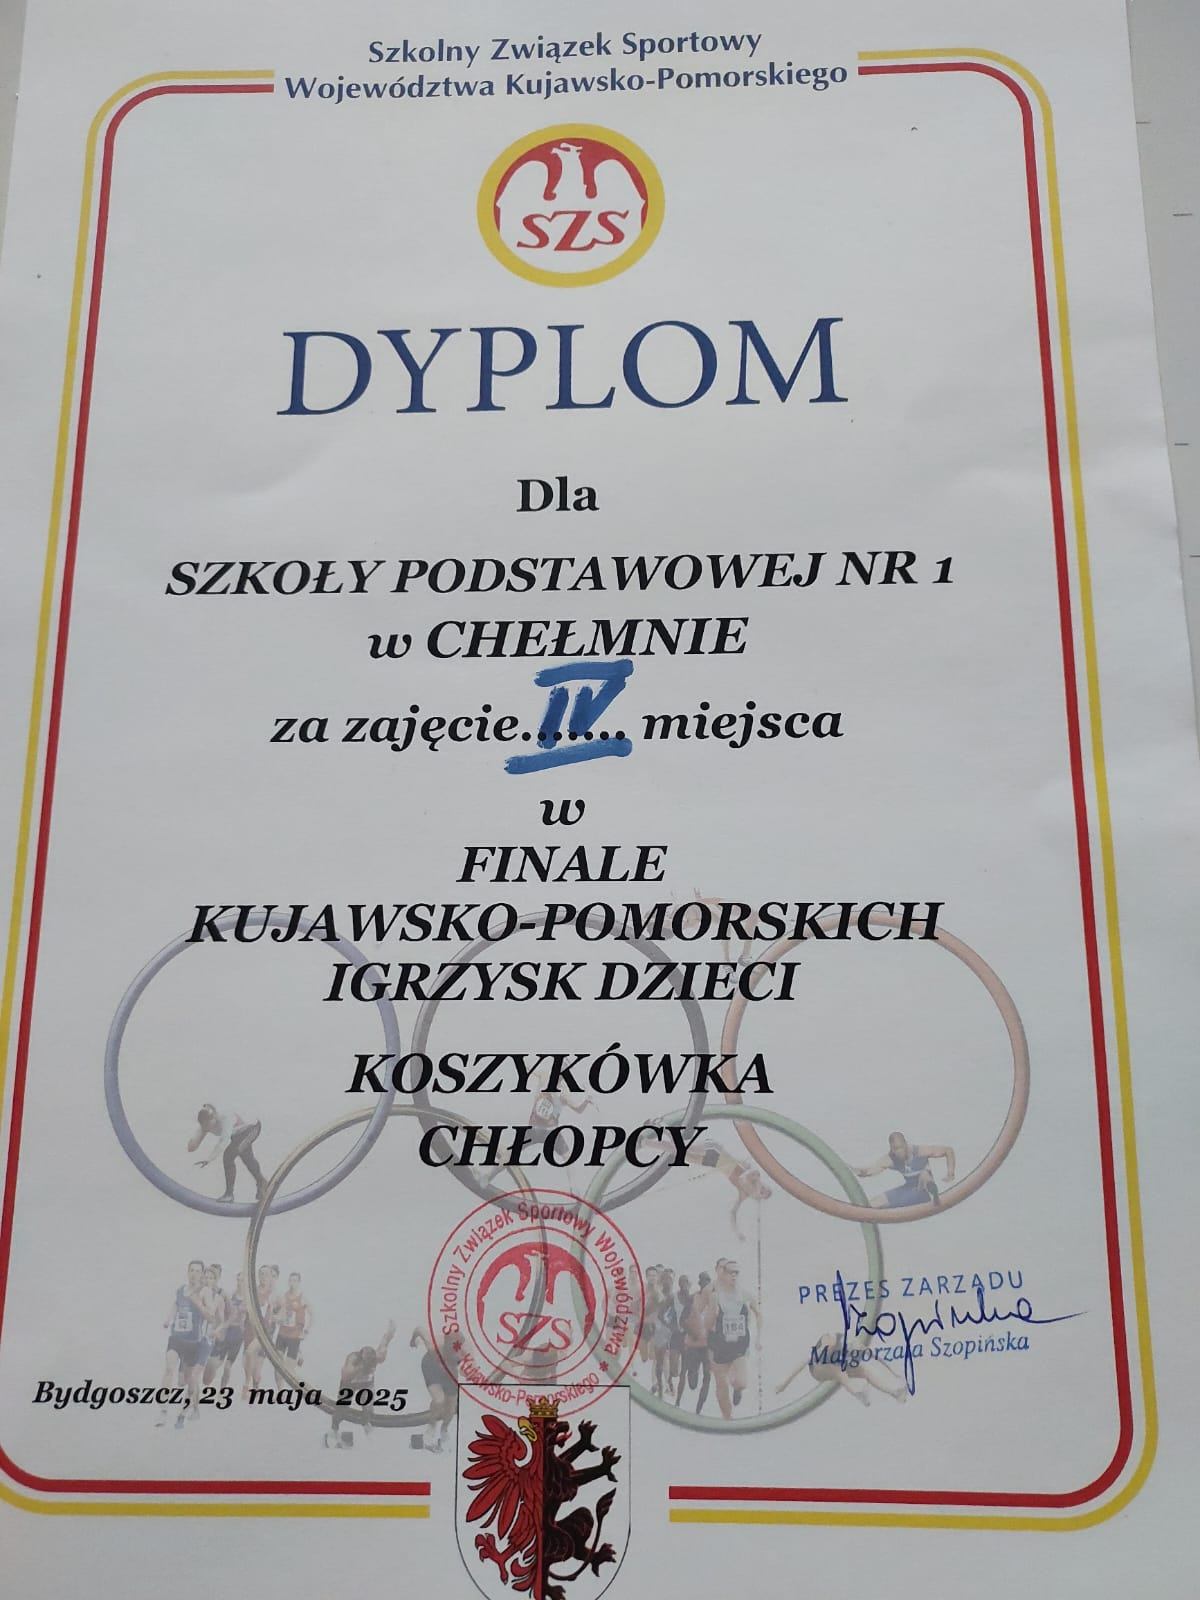 Szkolny Związek Sportowy
Województwa Kujawsko-Pomorskiego
SZS
DYPLOM
Dla
SZKOŁY PODSTAWOWEJ NR 1
w CHEŁMNIE
za zajęcie.IV...... miejsca
w
FINALE
KUJAWSKO-POMORSKICH
IGRZYSK DZIECI
KOSZYKÓWKA
CHŁOPCY
Szkolny Związek Sportowy Województwa
Kujawsko-Pomorskiego
SZS
PREZES ZARZĄDU
Szopińska
Małgorzata Szopińska
184
Bydgoszcz, 23 maja 2025